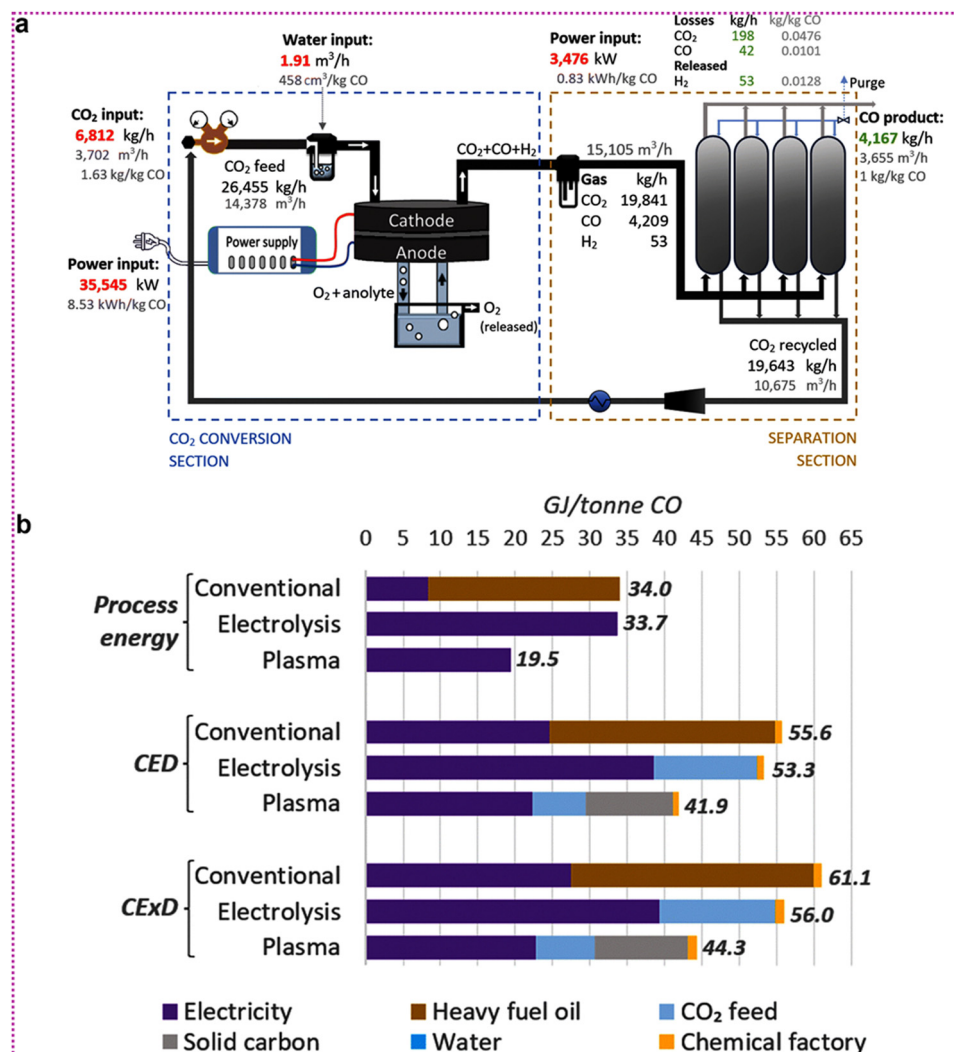 a
Losses kg/h kg/kg CO
CO₂ 198 0.0476
CO 42 0.0101
Released
H₂ 53 0.0128
Water input:
1.91 m³/h
458 cm³/kg CO
Power input:
3,476 kW
0.83 kWh/kg CO
Purge
CO₂ input:
6,812 kg/h
3,702 m³/h
1.63 kg/kg CO
CO product:
4,167 kg/h
3,655 m³/h
1 kg/kg CO
CO₂ feed
26,455 kg/h
14,378 m³/h
CO₂+CO+H₂
15,105 m³/h
Gas kg/h
CO₂ 19,841
CO 4,209
H₂ 53
Cathode
Anode
Power supply
Power input:
35,545 kW
8.53 kWh/kg CO
O₂ + anolyte
O₂
(released)
CO₂ recycled
19,643 kg/h
10,675 m³/h
CO₂ CONVERSION
SECTION
SEPARATION
SECTION
b
GJ/tonne CO
0 5 10 15 20 25 30 35 40 45 50 55 60 65
Process
energy
Conventional 34.0
Electrolysis 33.7
Plasma 19.5
CED
Conventional 55.6
Electrolysis 53.3
Plasma 41.9
CExD
Conventional 61.1
Electrolysis 56.0
Plasma 44.3
Electricity Heavy fuel oil CO₂ feed
Solid carbon Water Chemical factory